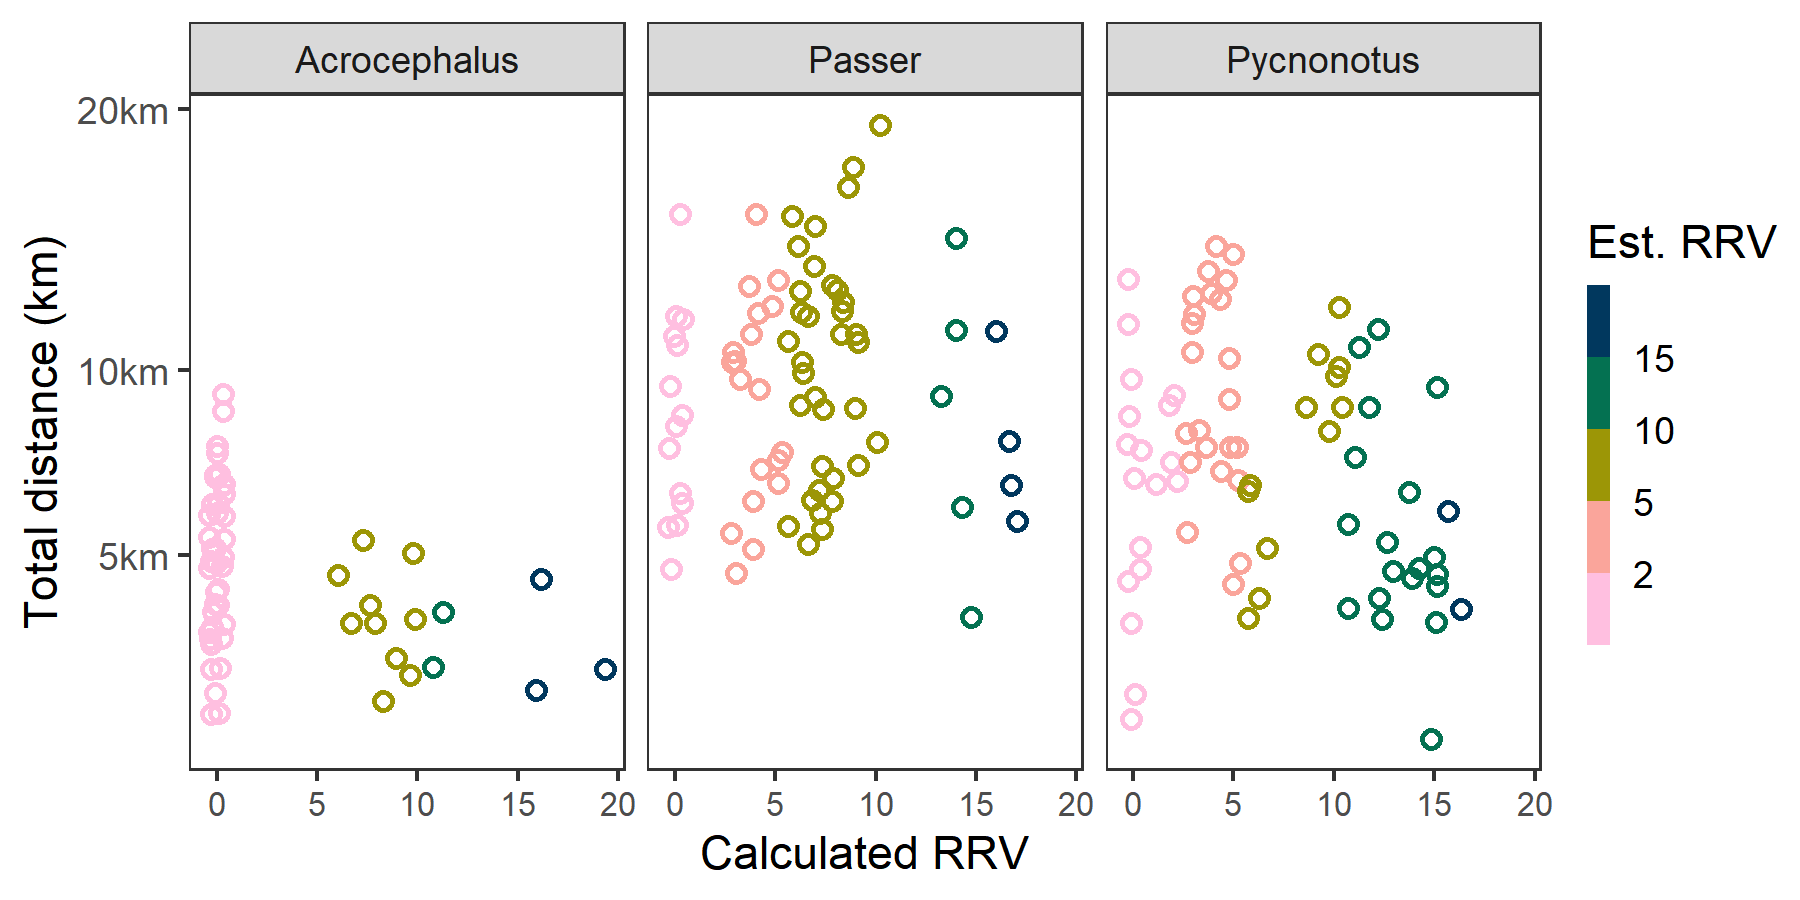 Acrocephalus Passer Pycnonotus
20km
10km
5km
Total distance (km)
0 5 10 15 20 0 5 10 15 20 0 5 10 15 20
Calculated RRV
Est. RRV
15
10
5
2